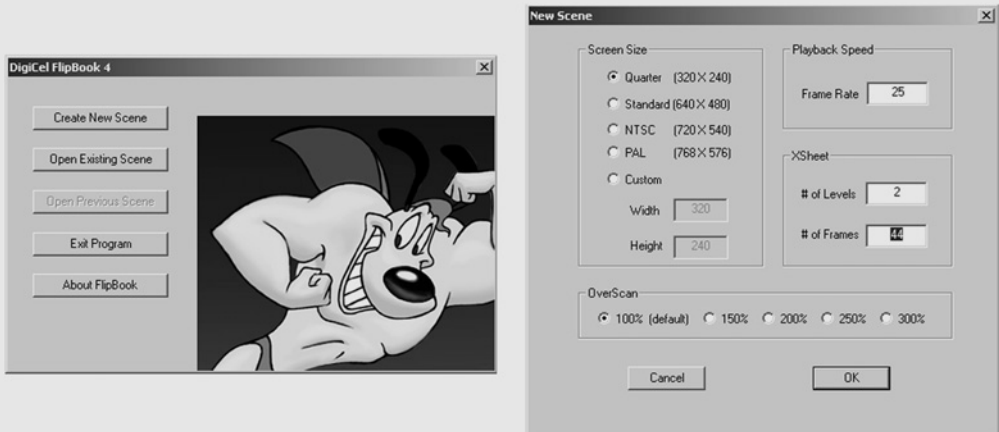 DigiCel FlipBook 4
Create New Scene
Open Existing Scene
Open Previous Scene
Exit Program
About FlipBook
New Scene
Screen Size
Quarter (320 X 240)
Standard (640 X 480)
NTSC (720 X 540)
PAL (768 X 576)
Custom
Width 320
Height 240
Playback Speed
Frame Rate 25
XSheet
# of Levels 2
# of Frames 44
OverScan
100% (default) 150% 200% 250% 300%
Cancel OK